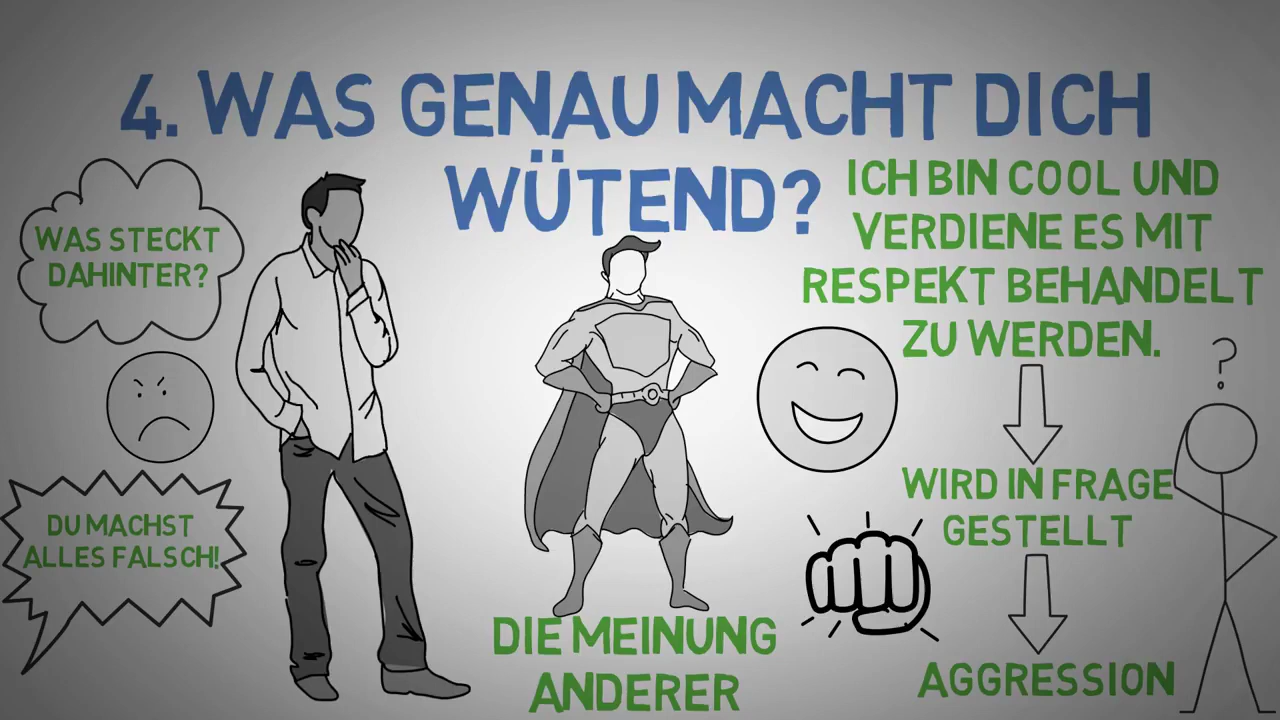 4. WAS GENAU MACHT DICH
WÜTEND?
WAS STECKT
DAHINTER?
DU MACHST
ALLES FALSCH!
DIE MEINUNG
ANDERER
ICH BIN COOL UND
VERDIENE ES MIT
RESPEKT BEHANDELT
ZU WERDEN.
WIRD IN FRAGE
GESTELLT
AGGRESSION
?